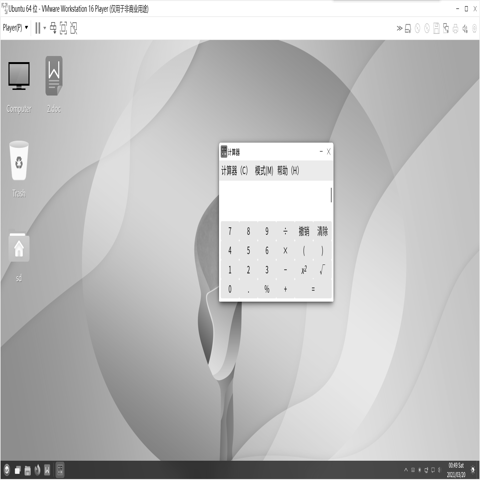 Ubuntu 64 位 - VMware Workstation 16 Player (仅用于非商业用途)
Player(P)
Computer
2.doc
Trash
sd
计算器
计算器 (C) 模式(M) 帮助 (H)
7 8 9 ÷ 撤销 清除
4 5 6 × ( )
1 2 3 − x² √
0 . % + =
00:49 Sat
2022/03/20